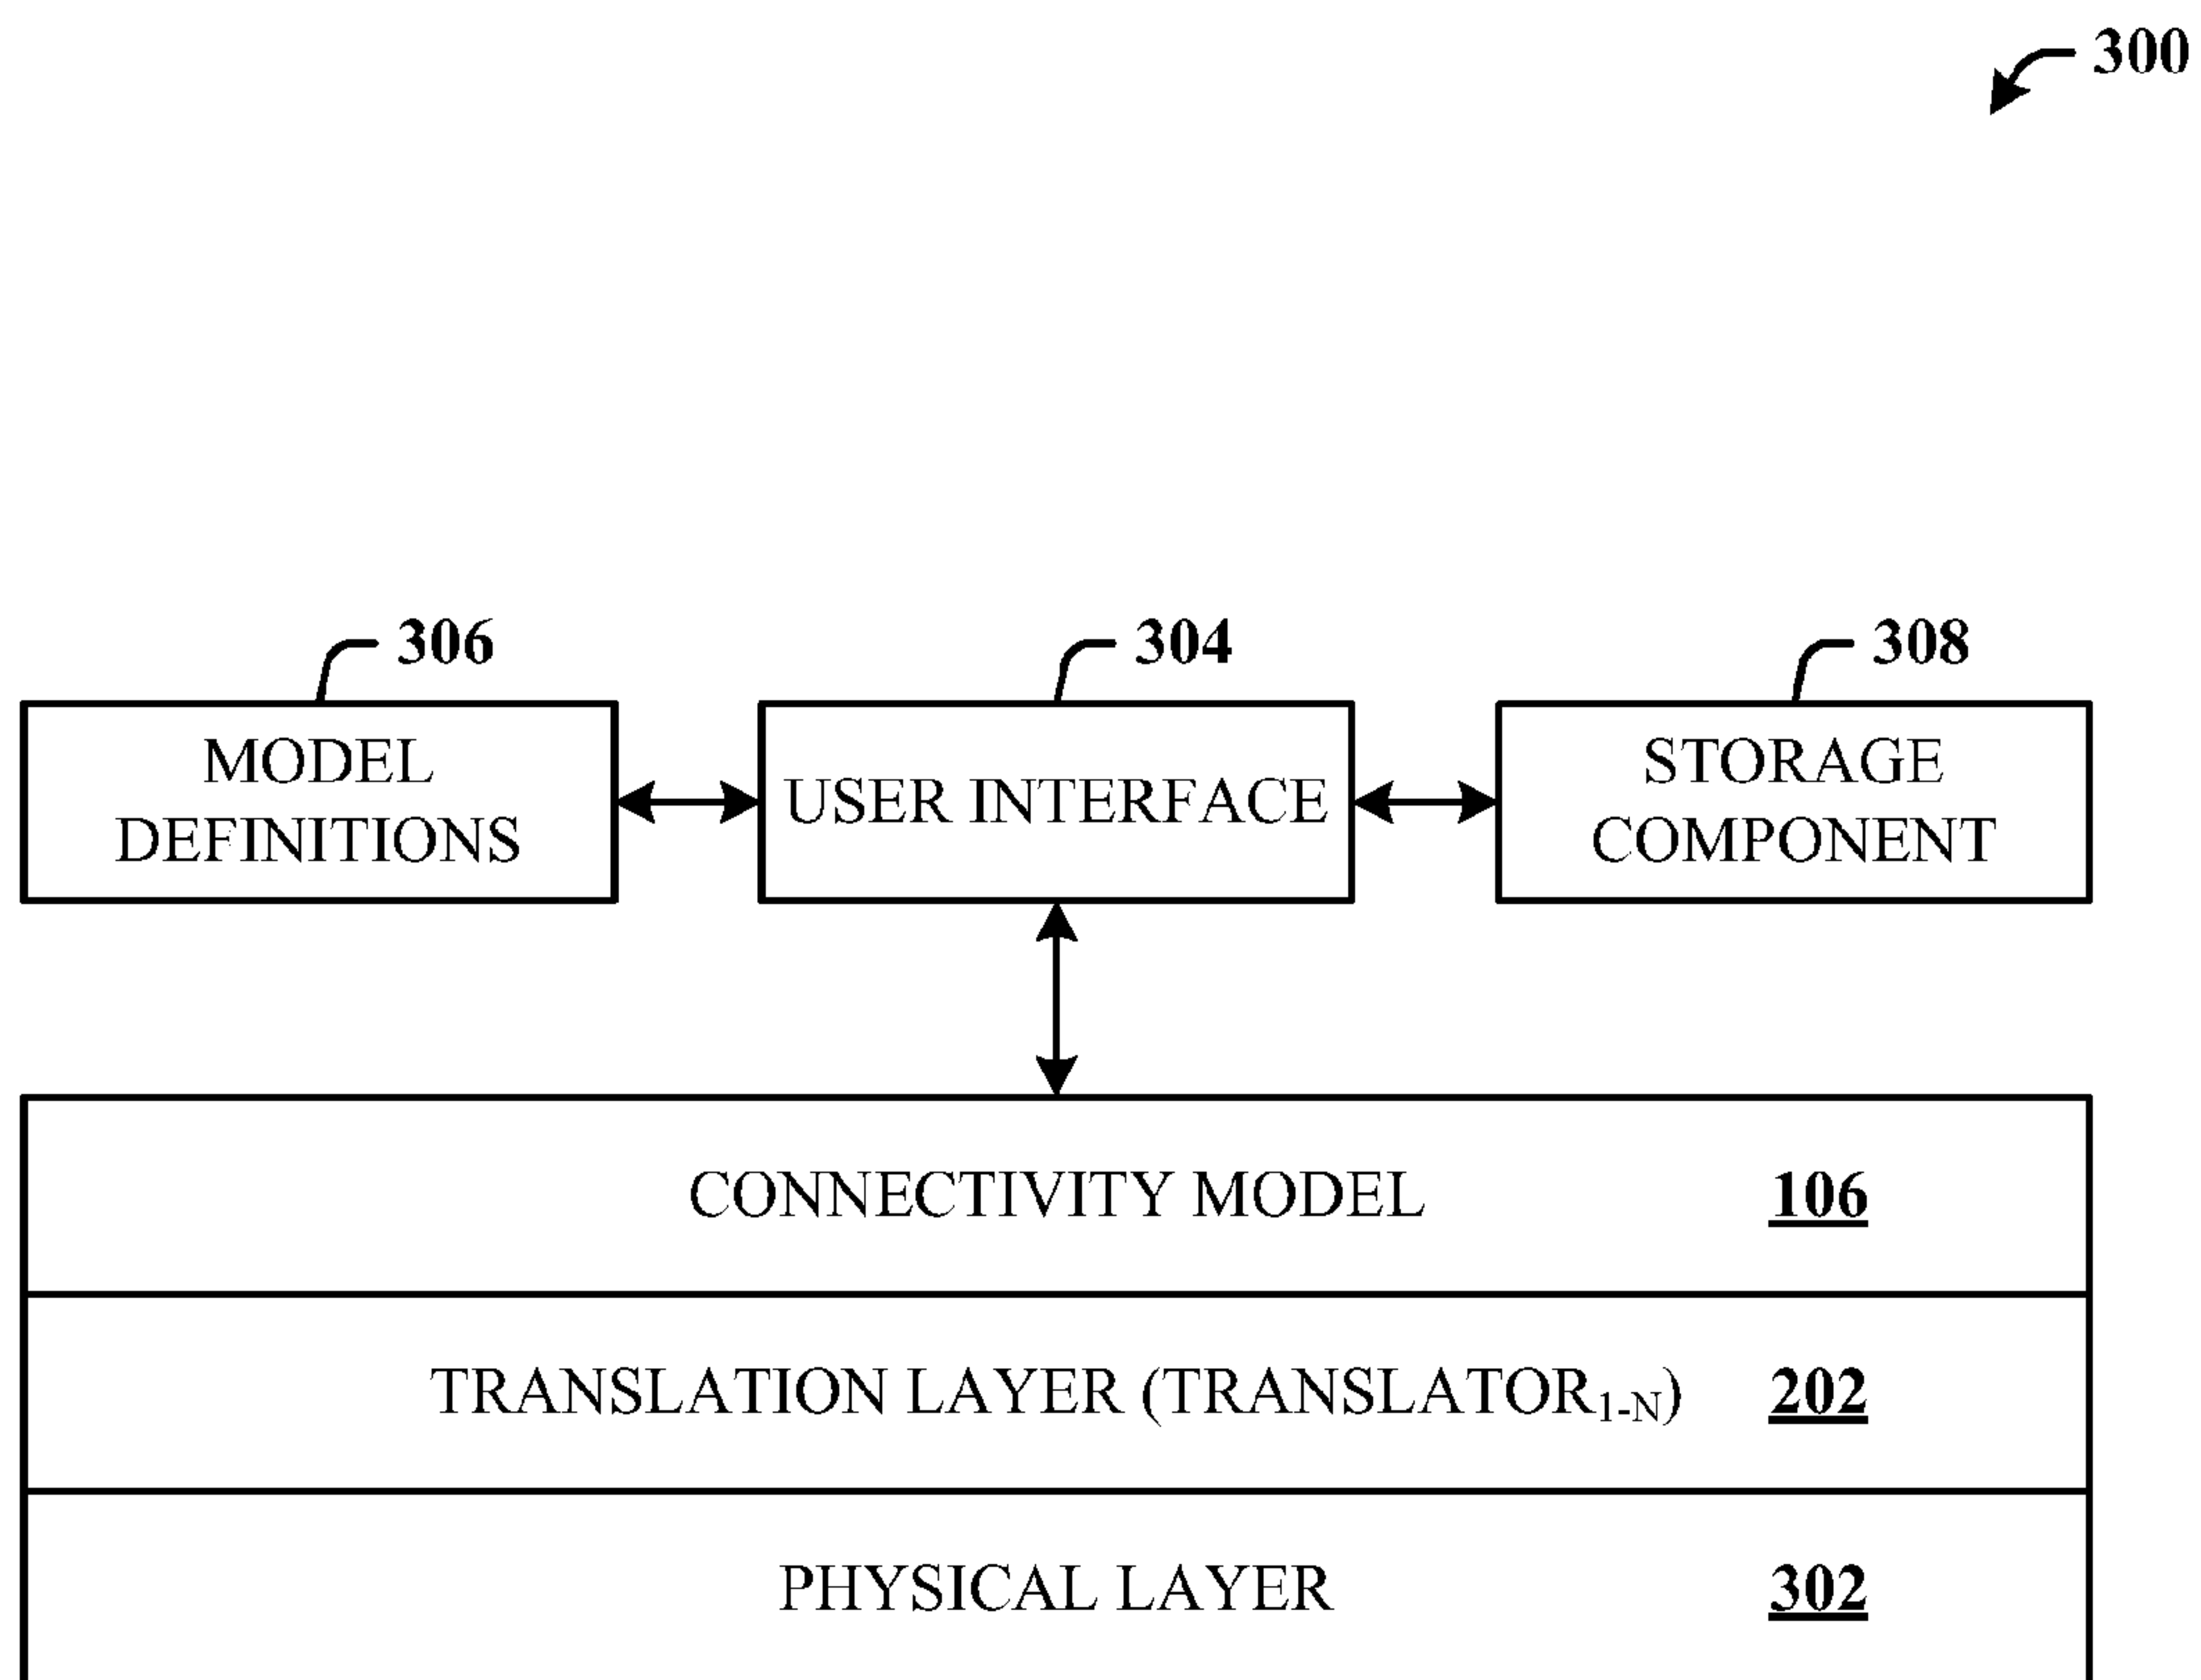 300
306
304
308
MODEL
DEFINITIONS
USER INTERFACE
STORAGE
COMPONENT
CONNECTIVITY MODEL 106
TRANSLATION LAYER (TRANSLATOR1-N) 202
PHYSICAL LAYER 302